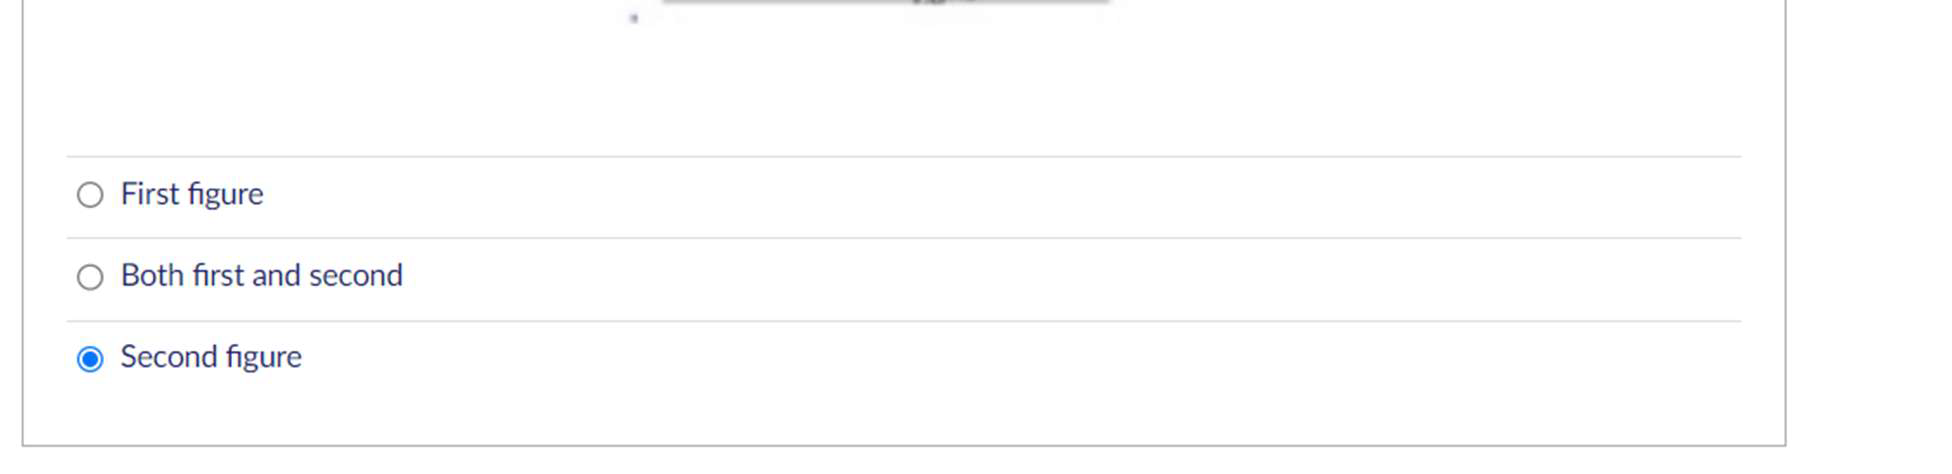 First figure
Both first and second
Second figure